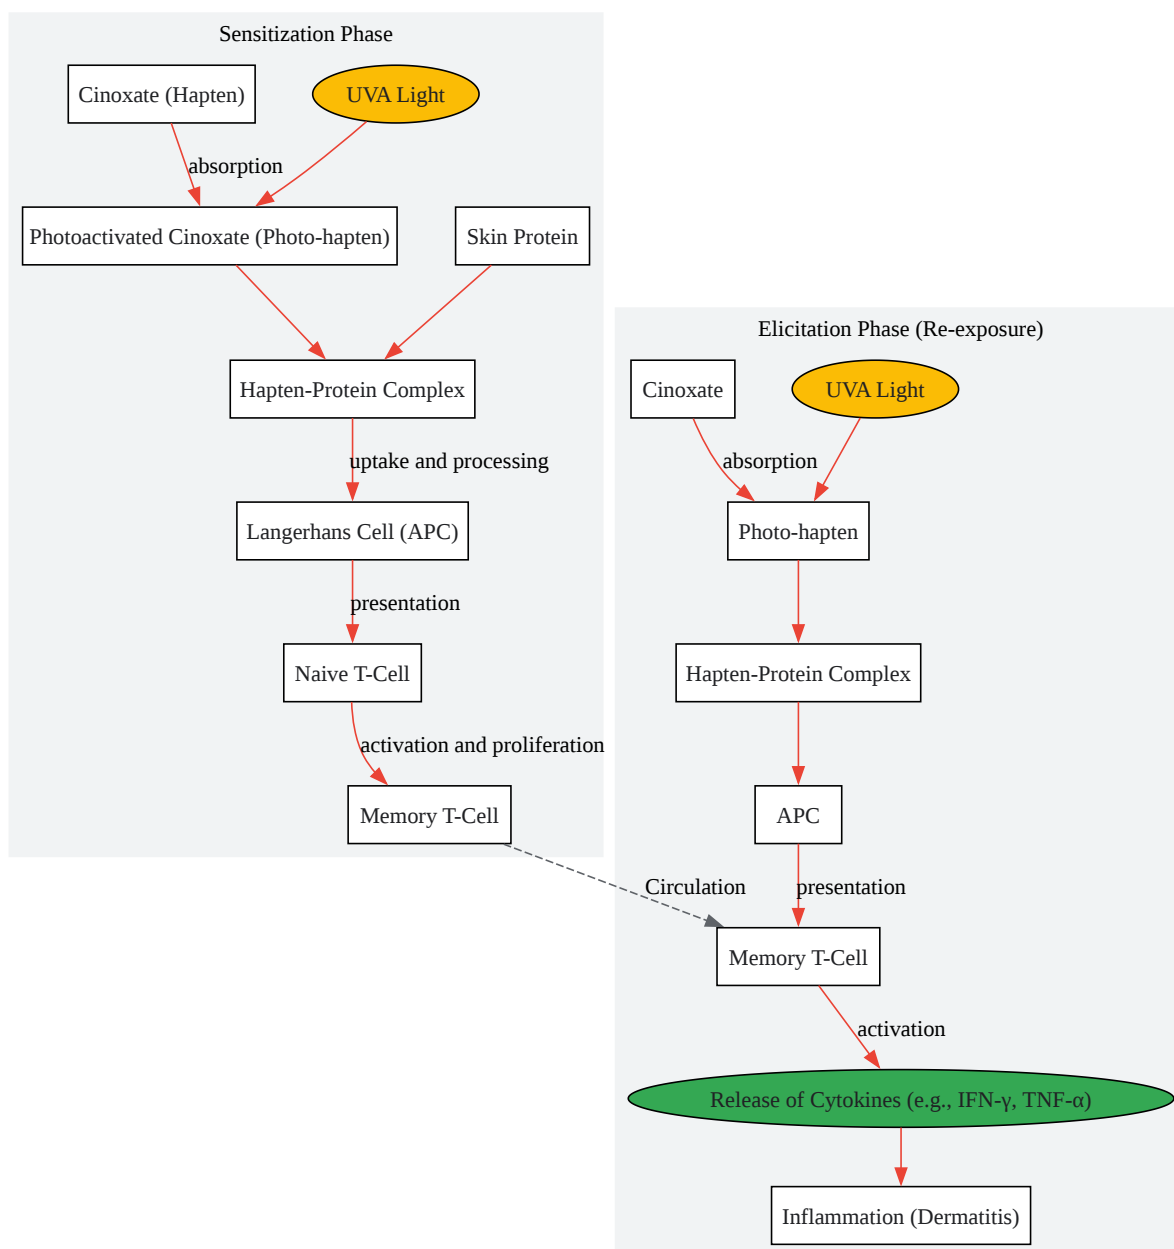 Sensitization Phase
Cinoxate (Hapten)
UVA Light
absorption
Photoactivated Cinoxate (Photo-hapten)
Skin Protein
Hapten-Protein Complex
uptake and processing
Langerhans Cell (APC)
presentation
Naive T-Cell
activation and proliferation
Memory T-Cell
Circulation
Elicitation Phase (Re-exposure)
Cinoxate
UVA Light
absorption
Photo-hapten
Hapten-Protein Complex
APC
presentation
Memory T-Cell
activation
Release of Cytokines (e.g., IFN-γ, TNF-α)
Inflammation (Dermatitis)